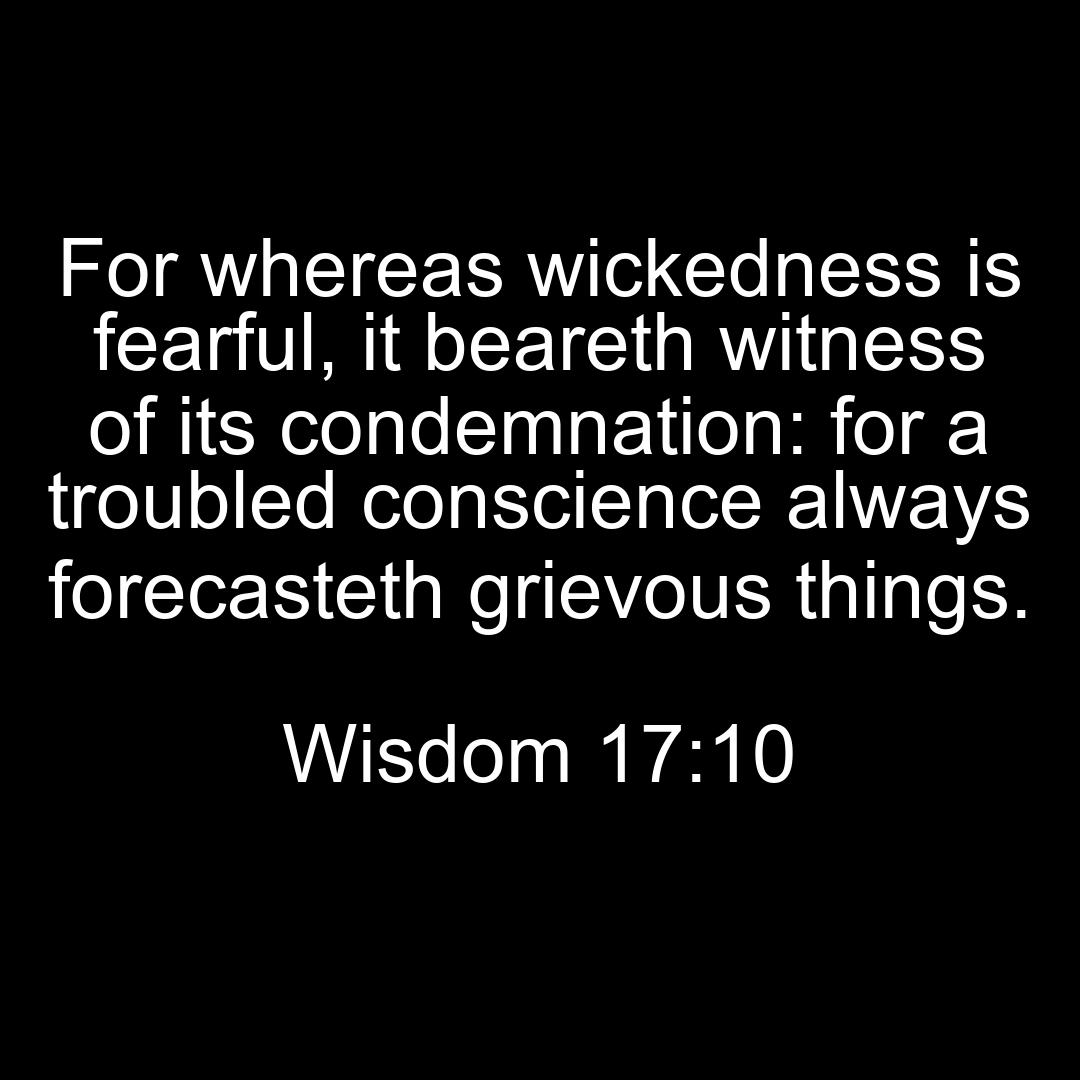 For whereas wickedness is
fearful, it beareth witness
of its condemnation: for a
troubled conscience always
forecasteth grievous things.
Wisdom 17:10